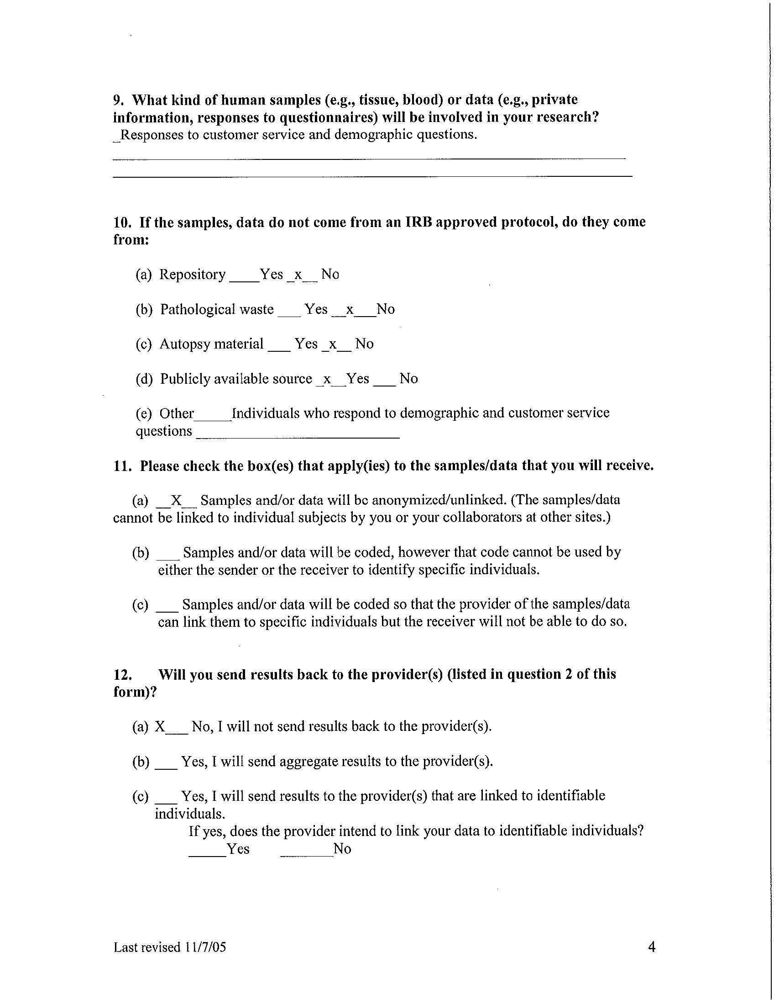 9. What kind of human samples (e.g., tissue, blood) or data (e.g., private
information, responses to questionnaires) will be involved in your research?
_Responses to customer service and demographic questions.
10. If the samples, data do not come from an IRB approved protocol, do they come
from:
(a) Repository ____Yes _x__ No
(b) Pathological waste ___ Yes __x___No
(c) Autopsy material ___ Yes _x__ No
(d) Publicly available source _x__Yes ___ No
(e) Other_____Individuals who respond to demographic and customer service
questions ___________________________
11. Please check the box(es) that apply(ies) to the samples/data that you will receive.
(a) __X__ Samples and/or data will be anonymized/unlinked. (The samples/data
cannot be linked to individual subjects by you or your collaborators at other sites.)
(b) ___ Samples and/or data will be coded, however that code cannot be used by
either the sender or the receiver to identify specific individuals.
(c) ___ Samples and/or data will be coded so that the provider of the samples/data
can link them to specific individuals but the receiver will not be able to do so.
12. Will you send results back to the provider(s) (listed in question 2 of this
form)?
(a) X___ No, I will not send results back to the provider(s).
(b) ___ Yes, I will send aggregate results to the provider(s).
(c) ___ Yes, I will send results to the provider(s) that are linked to identifiable
individuals.
If yes, does the provider intend to link your data to identifiable individuals?
_____Yes _______No
Last revised 11/7/05 4